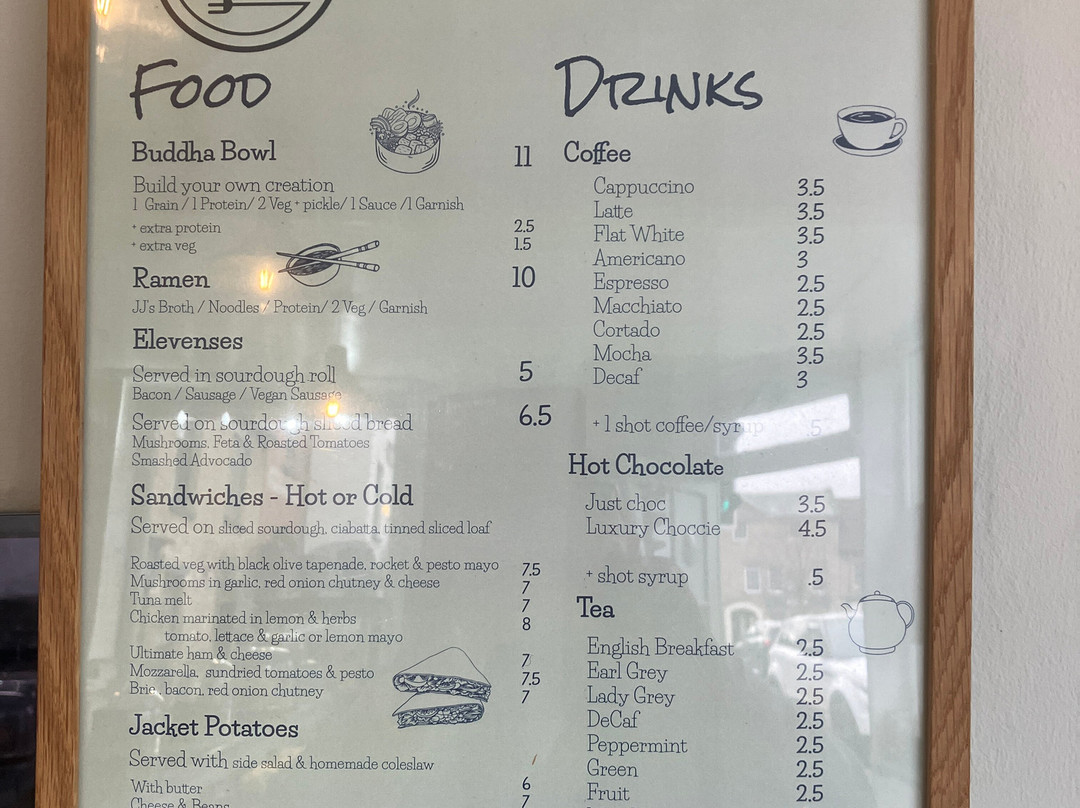 FOOD
Buddha Bowl 11
Build your own creation
1 Grain / 1 Protein/ 2 Veg + pickle/ 1 Sauce /1 Garnish
+ extra protein 2.5
+ extra veg 1.5
Ramen 10
JJ's Broth / Noodles / Protein/ 2 Veg / Garnish
Elevenses
Served in sourdough roll 5
Bacon / Sausage / Vegan Sausage
Served on sourdough sliced bread 6.5
Mushrooms, Feta & Roasted Tomatoes
Smashed Advocado
Sandwiches - Hot or Cold
Served on sliced sourdough, ciabatta, tinned sliced loaf
Roasted veg with black olive tapenade, rocket & pesto mayo 7.5
Mushrooms in garlic, red onion chutney & cheese 7
Tuna melt 7
Chicken marinated in lemon & herbs 8
tomato, lettace & garlic or lemon mayo
Ultimate ham & cheese 7
Mozzarella, sundried tomatoes & pesto 7.5
Brie, bacon, red onion chutney 7
Jacket Potatoes
Served with side salad & homemade coleslaw
With butter 6
Cheese & Beans 7
DRINKS
Coffee
Cappuccino 3.5
Latte 3.5
Flat White 3.5
Americano 3
Espresso 2.5
Macchiato 2.5
Cortado 2.5
Mocha 3.5
Decaf 3
+ 1 shot coffee/syrup .5
Hot Chocolate
Just choc 3.5
Luxury Choccie 4.5
+ shot syrup .5
Tea
English Breakfast 2.5
Earl Grey 2.5
Lady Grey 2.5
DeCaf 2.5
Peppermint 2.5
Green 2.5
Fruit 2.5